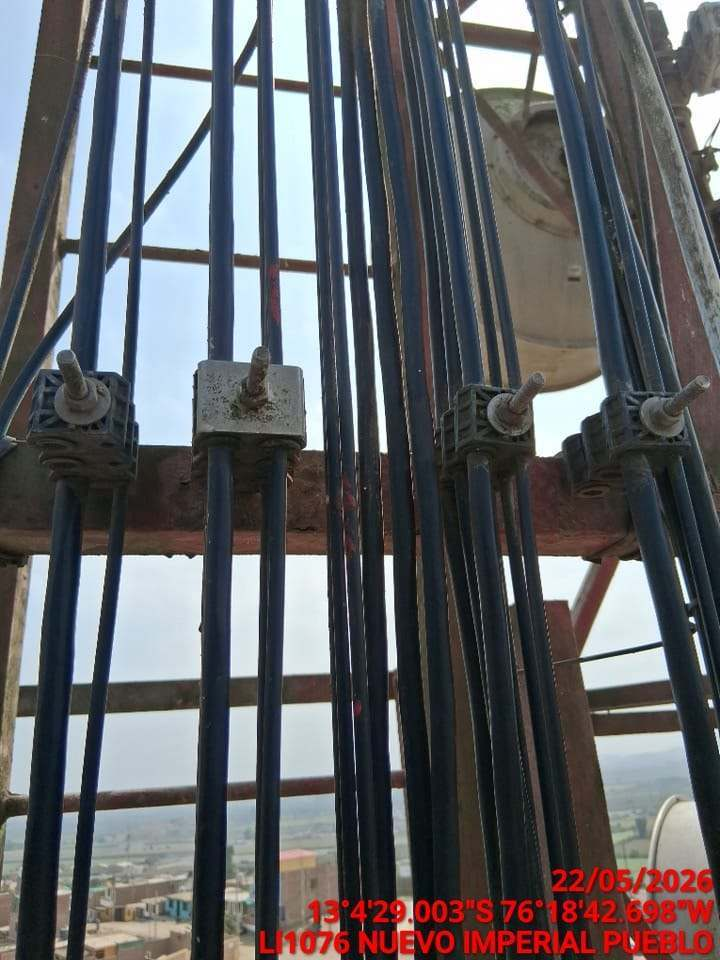 22/05/2026
13°4'29.003"S 76°18'42.698"W
LI1076 NUEVO IMPERIAL PUEBLO